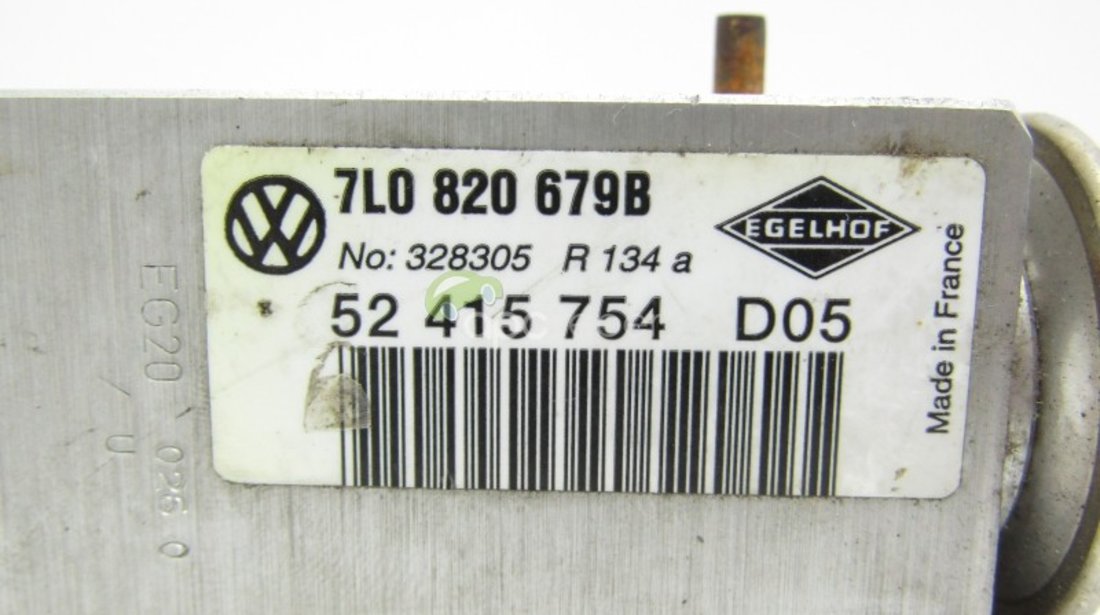 7L0 820 679B
No: 328305 R 134 a
EGELHOF
52 415 754 D05
Made in France
EG20
/U
026 0